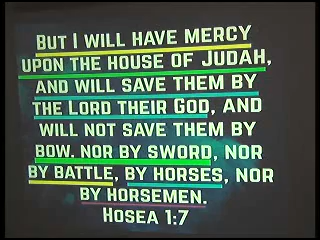 But I will have mercy
upon the house of Judah,
and will save them by
the Lord their God, and
will not save them by
bow, nor by sword, nor
by battle, by horses, nor
by horsemen.
Hosea 1:7